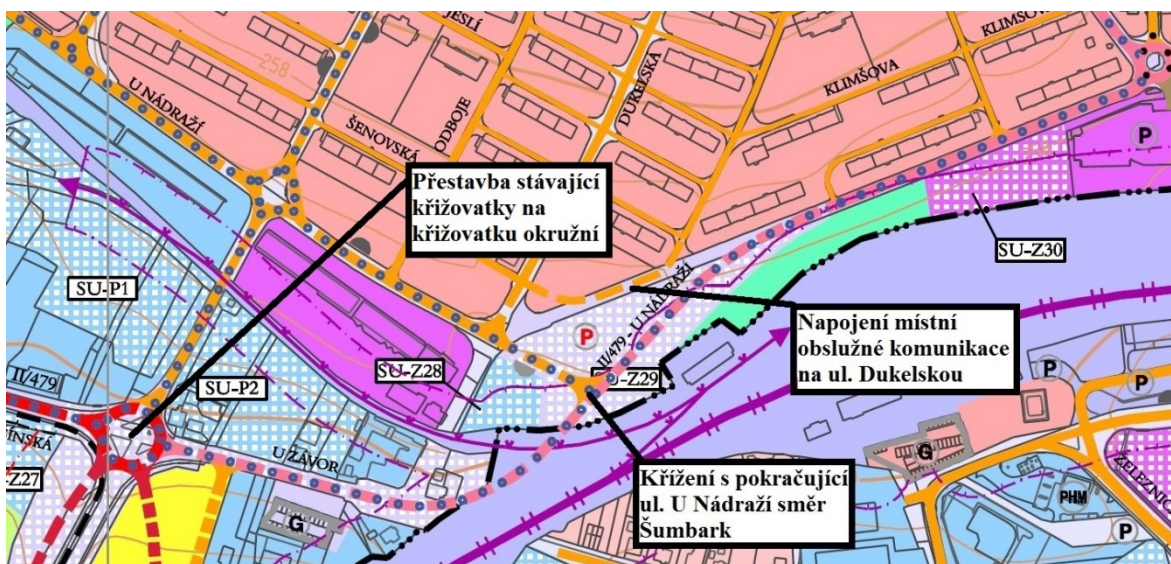 JESLÍ
KLIMŠOVA
258
U NÁDRAŽÍ
DUKELSKÁ
KLIMŠOVA
ŠENOVSKÁ
ODBOJE
P
Přestavba stávající
křižovatky na
křižovatku okružní
SU-Z30
SU-P1
II/479 - U NÁDRAŽÍ
P
Napojení místní
obslužné komunikace
na ul. Dukelskou
II/479
SU-P2
SU-Z28
SU-Z29
P
P
U ZÁVOR
G
Křížení s pokračující
ul. U Nádraží směr
Šumbark
G
PHM
P
-Z27
ŽELEZNIČ